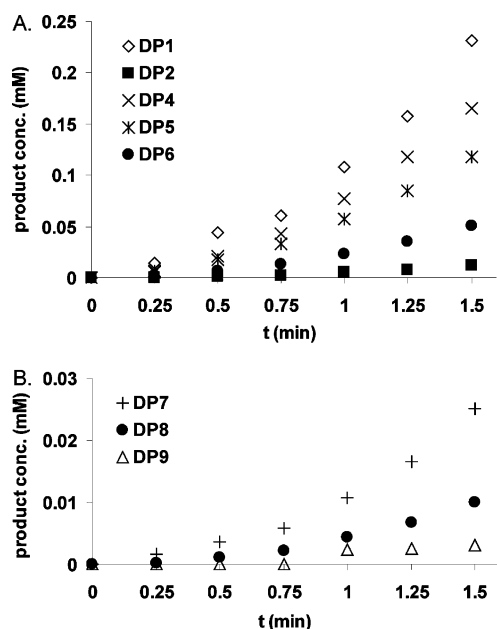 A.
0.25
0.2
0.15
0.1
0.05
0
product conc. (mM)
DP1
DP2
DP4
DP5
DP6
0 0.25 0.5 0.75 1 1.25 1.5
t (min)
B.
0.03
0.02
0.01
0
product conc. (mM)
DP7
DP8
DP9
0 0.25 0.5 0.75 1 1.25 1.5
t (min)